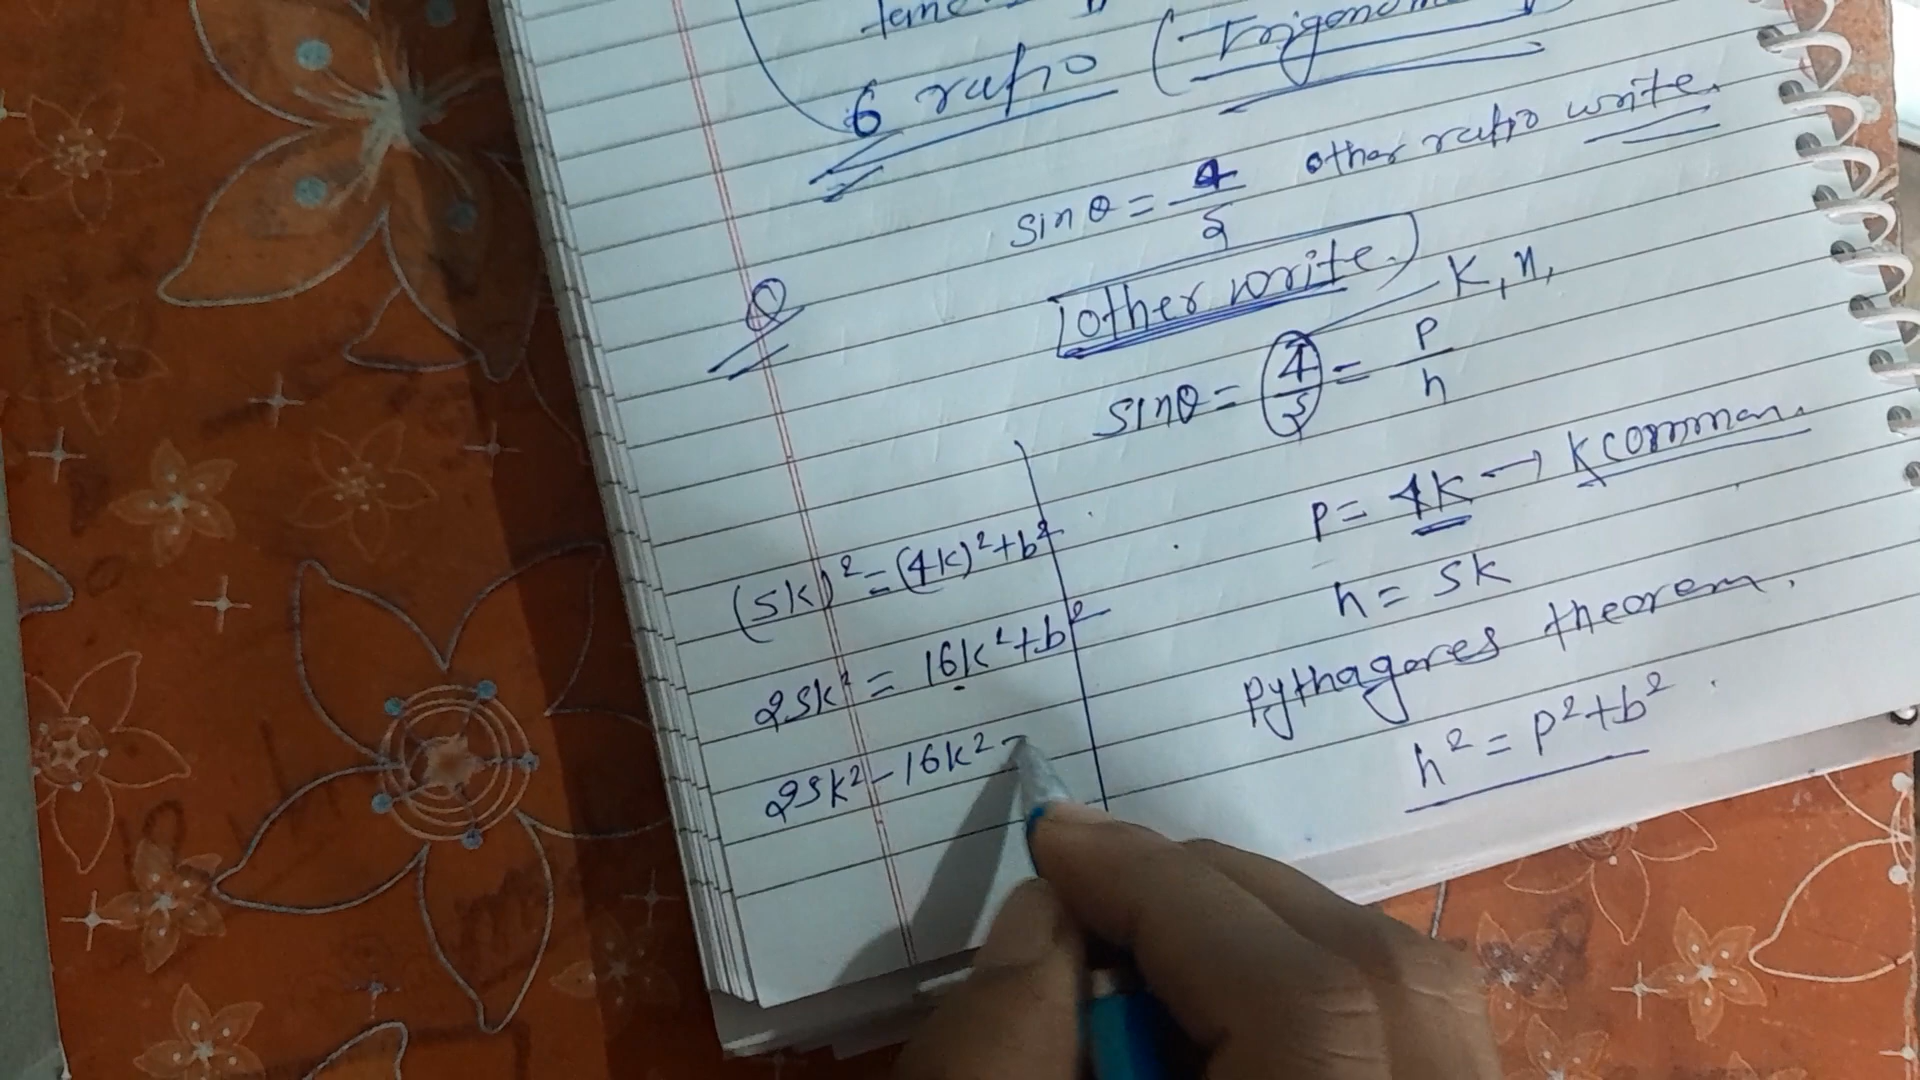 6 ratio (Trigonom
sin θ = 4/5 other ratio write.
Q
other write.
K, n,
sinθ = 4/5 = P/h
P = 4k → k common.
h = 5k
Pythagores theorem.
h² = P²+b²
(5k)² = (4k)²+b²
25k² = 16k²+b²
25k² - 16k² =